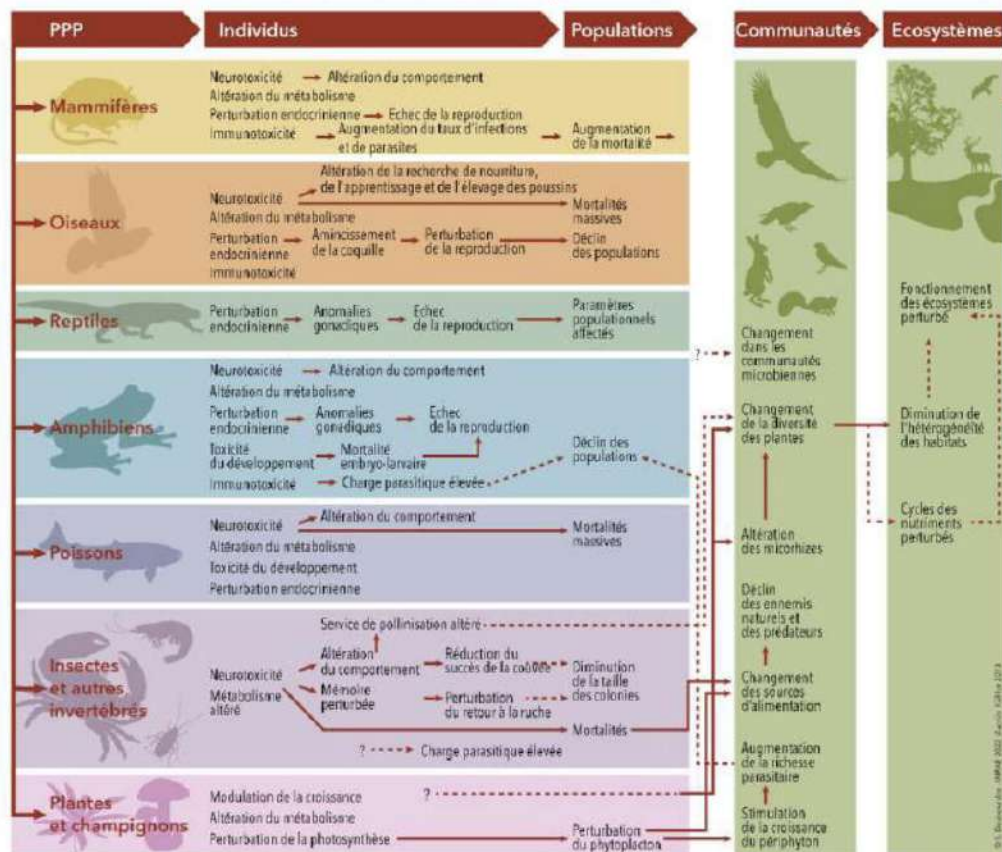 PPP
Individus
Populations
Communautés
Ecosystèmes
Mammifères
Neurotoxicité
Altération du comportement
Altération du métabolisme
Perturbation endocrinienne
Echec de la reproduction
Immunotoxicité
Augmentation du taux d'infections
et de parasites
Augmentation
de la mortalité
Oiseaux
Altération de la recherche de nourriture,
de l'apprentissage et de l'élevage des poussins
Neurotoxicité
Mortalités
massives
Altération du métabolisme
Perturbation
endocrinienne
Amincissement
de la coquille
Perturbation
de la reproduction
Déclin
des populations
Immunotoxicité
Reptiles
Perturbation
endocrinienne
Anomalies
gonadiques
Echec
de la reproduction
Paramètres
populationnels
affectés
Amphibiens
Neurotoxicité
Altération du comportement
Altération du métabolisme
Perturbation
endocrinienne
Anomalies
gonadiques
Echec
de la reproduction
Toxicité
du développement
Mortalité
embryo-larvaire
Immunotoxicité
Charge parasitique élevée
Déclin des
populations
Poissons
Neurotoxicité
Altération du comportement
Mortalités
massives
Altération du métabolisme
Toxicité du développement
Perturbation endocrinienne
Insectes
et autres
invertébrés
Service de pollinisation altéré
Neurotoxicité
Métabolisme
altéré
Altération
du comportement
Réduction du
succès de la couvée
Mémoire
perturbée
Perturbation
du retour à la ruche
Diminution
de la taille
des colonies
Mortalités
?
Charge parasitique élevée
Plantes
et champignons
Modulation de la croissance
?
Altération du métabolisme
Perturbation de la photosynthèse
Perturbation
du phytoplacton
?
Changement
dans les
communautés
microbiennes
Changement
de la diversité
des plantes
Altération
des micorhizes
Déclin
des ennemis
naturels et
des prédateurs
Changement
des sources
d'alimentation
Augmentation
de la richesse
parasitaire
Stimulation
de la croissance
du périphyton
Fonctionnement
des écosystèmes
perturbé
Diminution de
l'hétérogénéité
des habitats
Cycles des
nutriments
perturbés